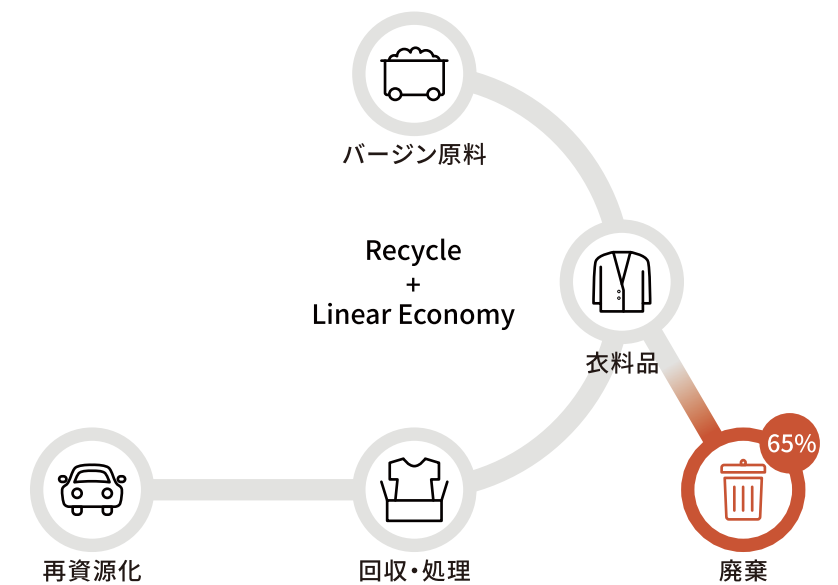 バージン原料
Recycle
+
Linear Economy
衣料品
65%
再資源化
回収・処理
廃棄